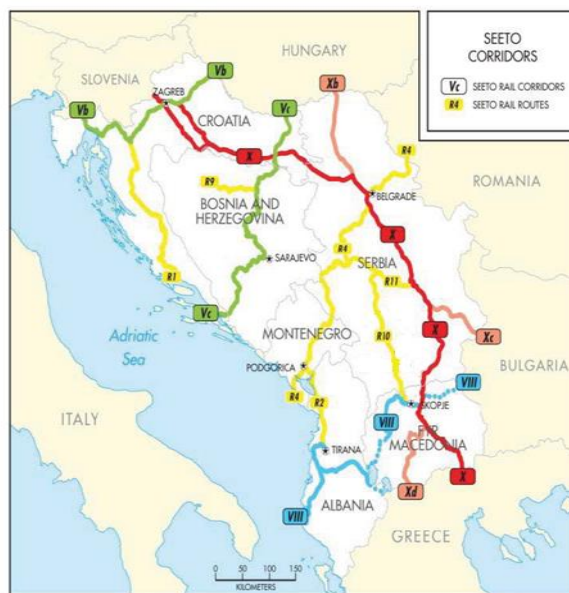 SEETO
CORRIDORS
Vc SEETO RAIL CORRIDORS
R4 SEETO RAIL ROUTES
HUNGARY
SLOVENIA
Vb
Xb
ZAGREB
Vb
Vc
CROATIA
X
R4
ROMANIA
R9
BELGRADE
BOSNIA AND
HERZEGOVINA
X
R4
SARAJEVO
SERBIA
R1
R11
Vc
Adriatic
Sea
MONTENEGRO
X
R10
Xc
PODGORICA
BULGARIA
R4
R2
VIII
SKOPJE
VIII
ITALY
FYR
MACEDONIA
TIRANA
X
Xd
VIII
ALBANIA
GREECE
0 50 100 150
KILOMETERS